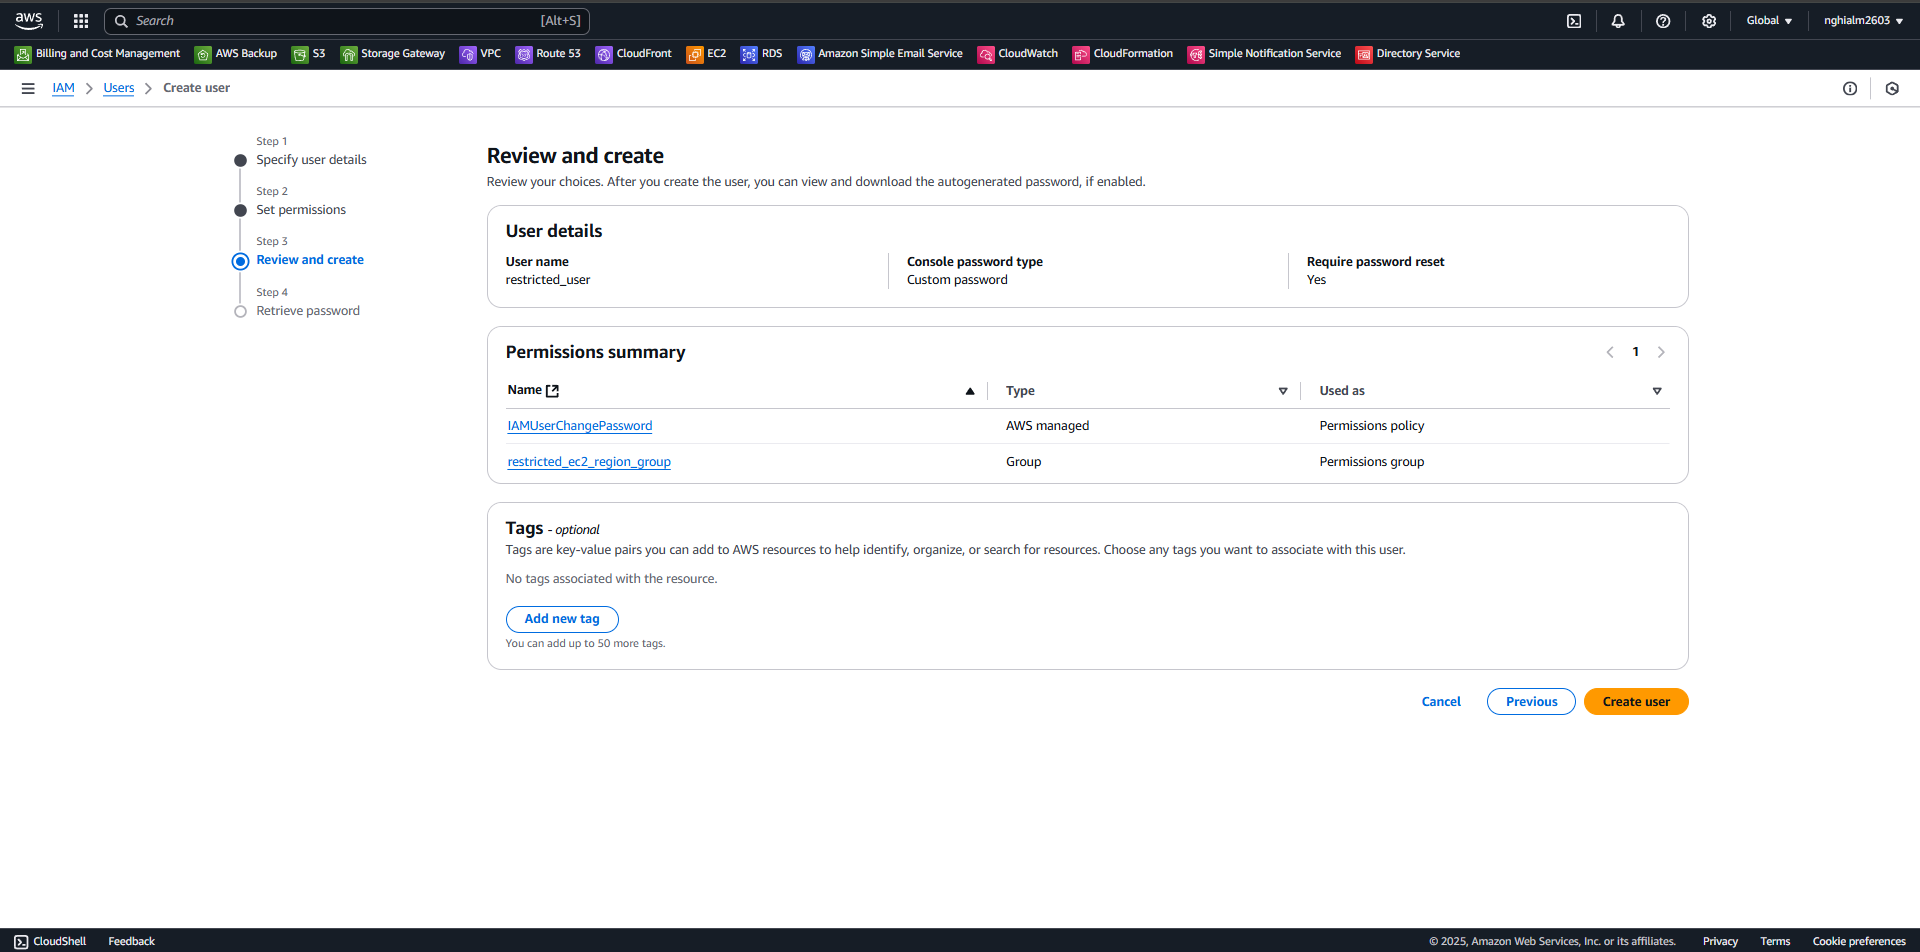 aws Search [Alt+S] Global nghialm2603
Billing and Cost Management AWS Backup S3 Storage Gateway VPC Route 53 CloudFront EC2 RDS Amazon Simple Email Service CloudWatch CloudFormation Simple Notification Service Directory Service
IAM Users Create user
Step 1
Specify user details
Step 2
Set permissions
Step 3
Review and create
Step 4
Retrieve password
Review and create
Review your choices. After you create the user, you can view and download the autogenerated password, if enabled.
User details
User name Console password type Require password reset
restricted_user Custom password Yes
Permissions summary 1
Name Type Used as
IAMUserChangePassword AWS managed Permissions policy
restricted_ec2_region_group Group Permissions group
Tags - optional
Tags are key-value pairs you can add to AWS resources to help identify, organize, or search for resources. Choose any tags you want to associate with this user.
No tags associated with the resource.
Add new tag
You can add up to 50 more tags.
Cancel Previous Create user
CloudShell Feedback © 2025, Amazon Web Services, Inc. or its affiliates. Privacy Terms Cookie preferences